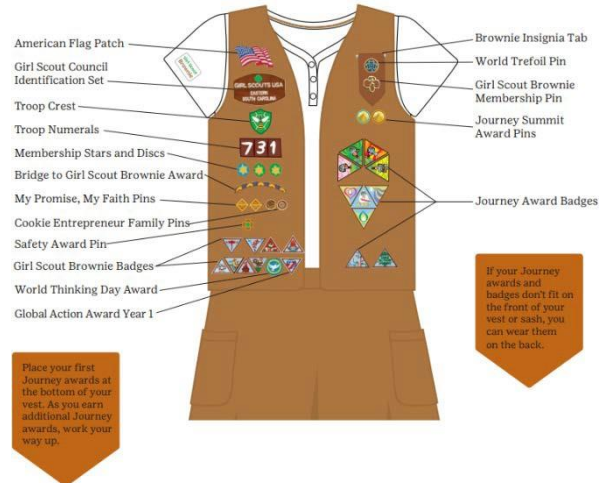 American Flag Patch
Girl Scout Council
Identification Set
Troop Crest
Troop Numerals
Membership Stars and Discs
Bridge to Girl Scout Brownie Award
My Promise, My Faith Pins
Cookie Entrepreneur Family Pins
Safety Award Pin
Girl Scout Brownie Badges
World Thinking Day Award
Global Action Award Year 1
GIRL SCOUTS USA
EASTERN
SOUTH CAROLINA
731
Brownie Insignia Tab
World Trefoil Pin
Girl Scout Brownie
Membership Pin
Journey Summit
Award Pins
Journey Award Badges
If your Journey
awards and
badges don't fit on
the front of your
vest or sash, you
can wear them
on the back.
Place your first
Journey awards at
the bottom of your
vest. As you earn
additional Journey
awards, work your
way up.